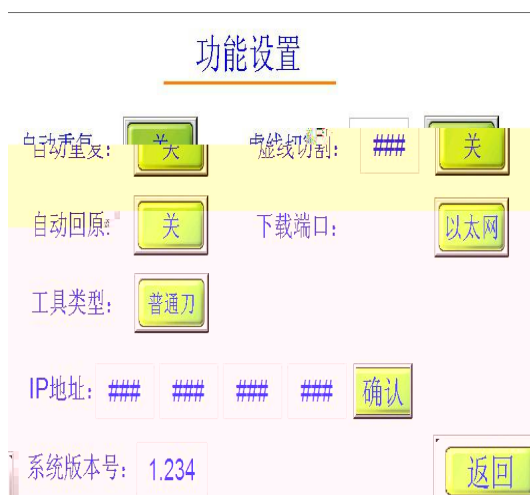 功能设置
自动重复: 关 虚线切割: ### 关
自动回原: 关 下载端口: 以太网
工具类型: 普通刀
IP地址: ### ### ### ### 确认
系统版本号: 1.234
返回